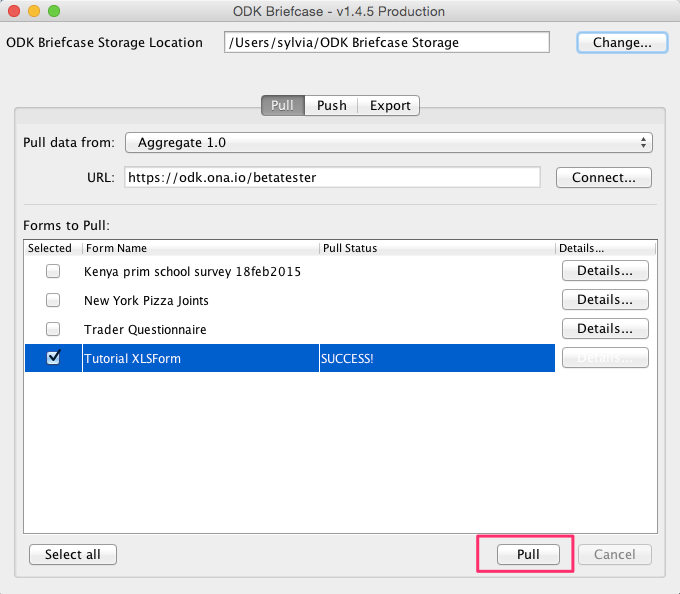 ODK Briefcase - v1.4.5 Production
ODK Briefcase Storage Location /Users/sylvia/ODK Briefcase Storage Change...
Pull Push Export
Pull data from: Aggregate 1.0
URL: https://odk.ona.io/betatester Connect...
Forms to Pull:
Selected Form Name Pull Status Details...
Kenya prim school survey 18feb2015 Details...
New York Pizza Joints Details...
Trader Questionnaire Details...
Tutorial XLSForm SUCCESS! Details...
Select all Pull Cancel